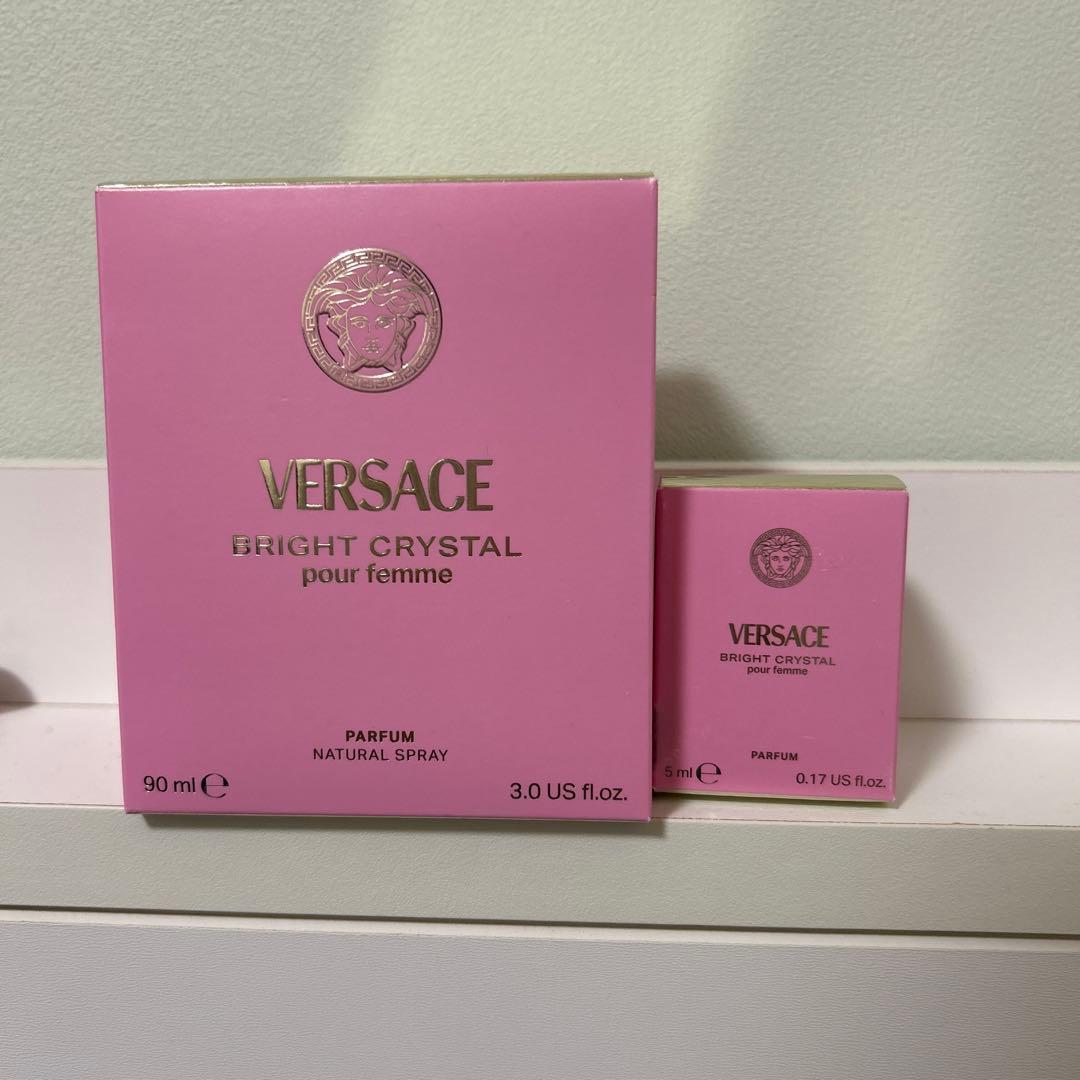 VERSACE
BRIGHT CRYSTAL
pour femme
PARFUM
NATURAL SPRAY
90 ml ℮
3.0 US fl.oz.
VERSACE
BRIGHT CRYSTAL
pour femme
PARFUM
5 ml ℮
0.17 US fl.oz.